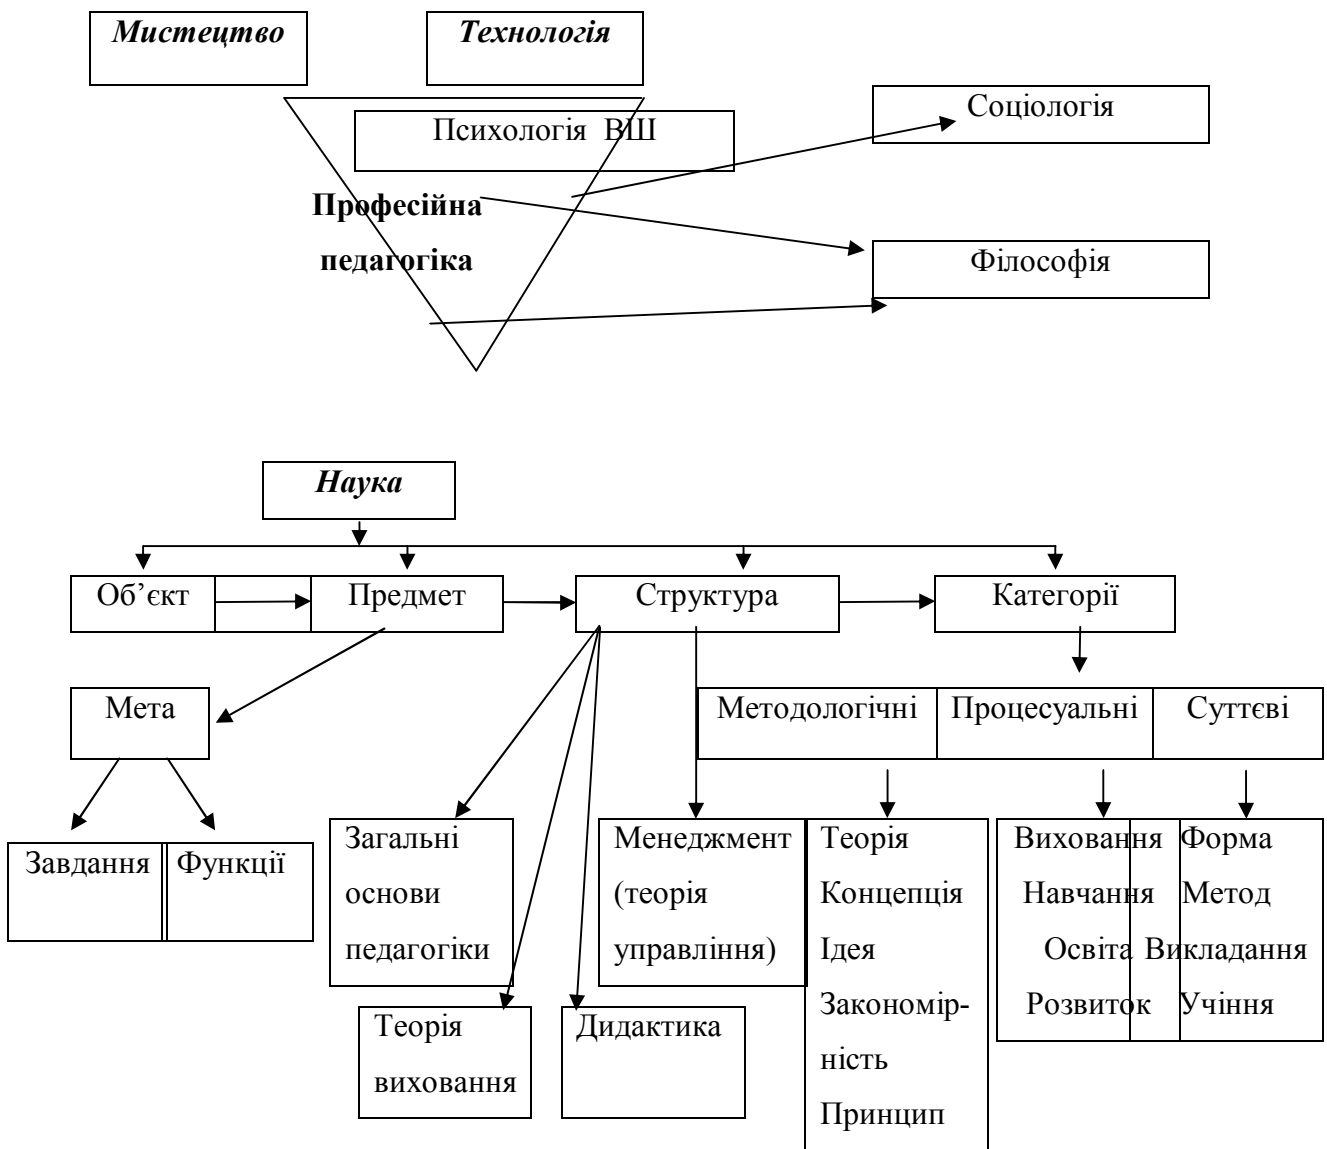 Мистецтво
Технологія
Психологія ВШ
Соціологія
Професійна
педагогіка
Філософія
Наука
Об’єкт
Предмет
Структура
Категорії
Мета
Методологічні
Процесуальні
Суттєві
Завдання
Функції
Загальні
основи
педагогіки
Менеджмент
(теорія
управління)
Теорія
Концепція
Ідея
Закономір-
ність
Принцип
Виховання
Навчання
Освіта
Розвиток
Форма
Метод
Викладання
Учіння
Теорія
виховання
Дидактика